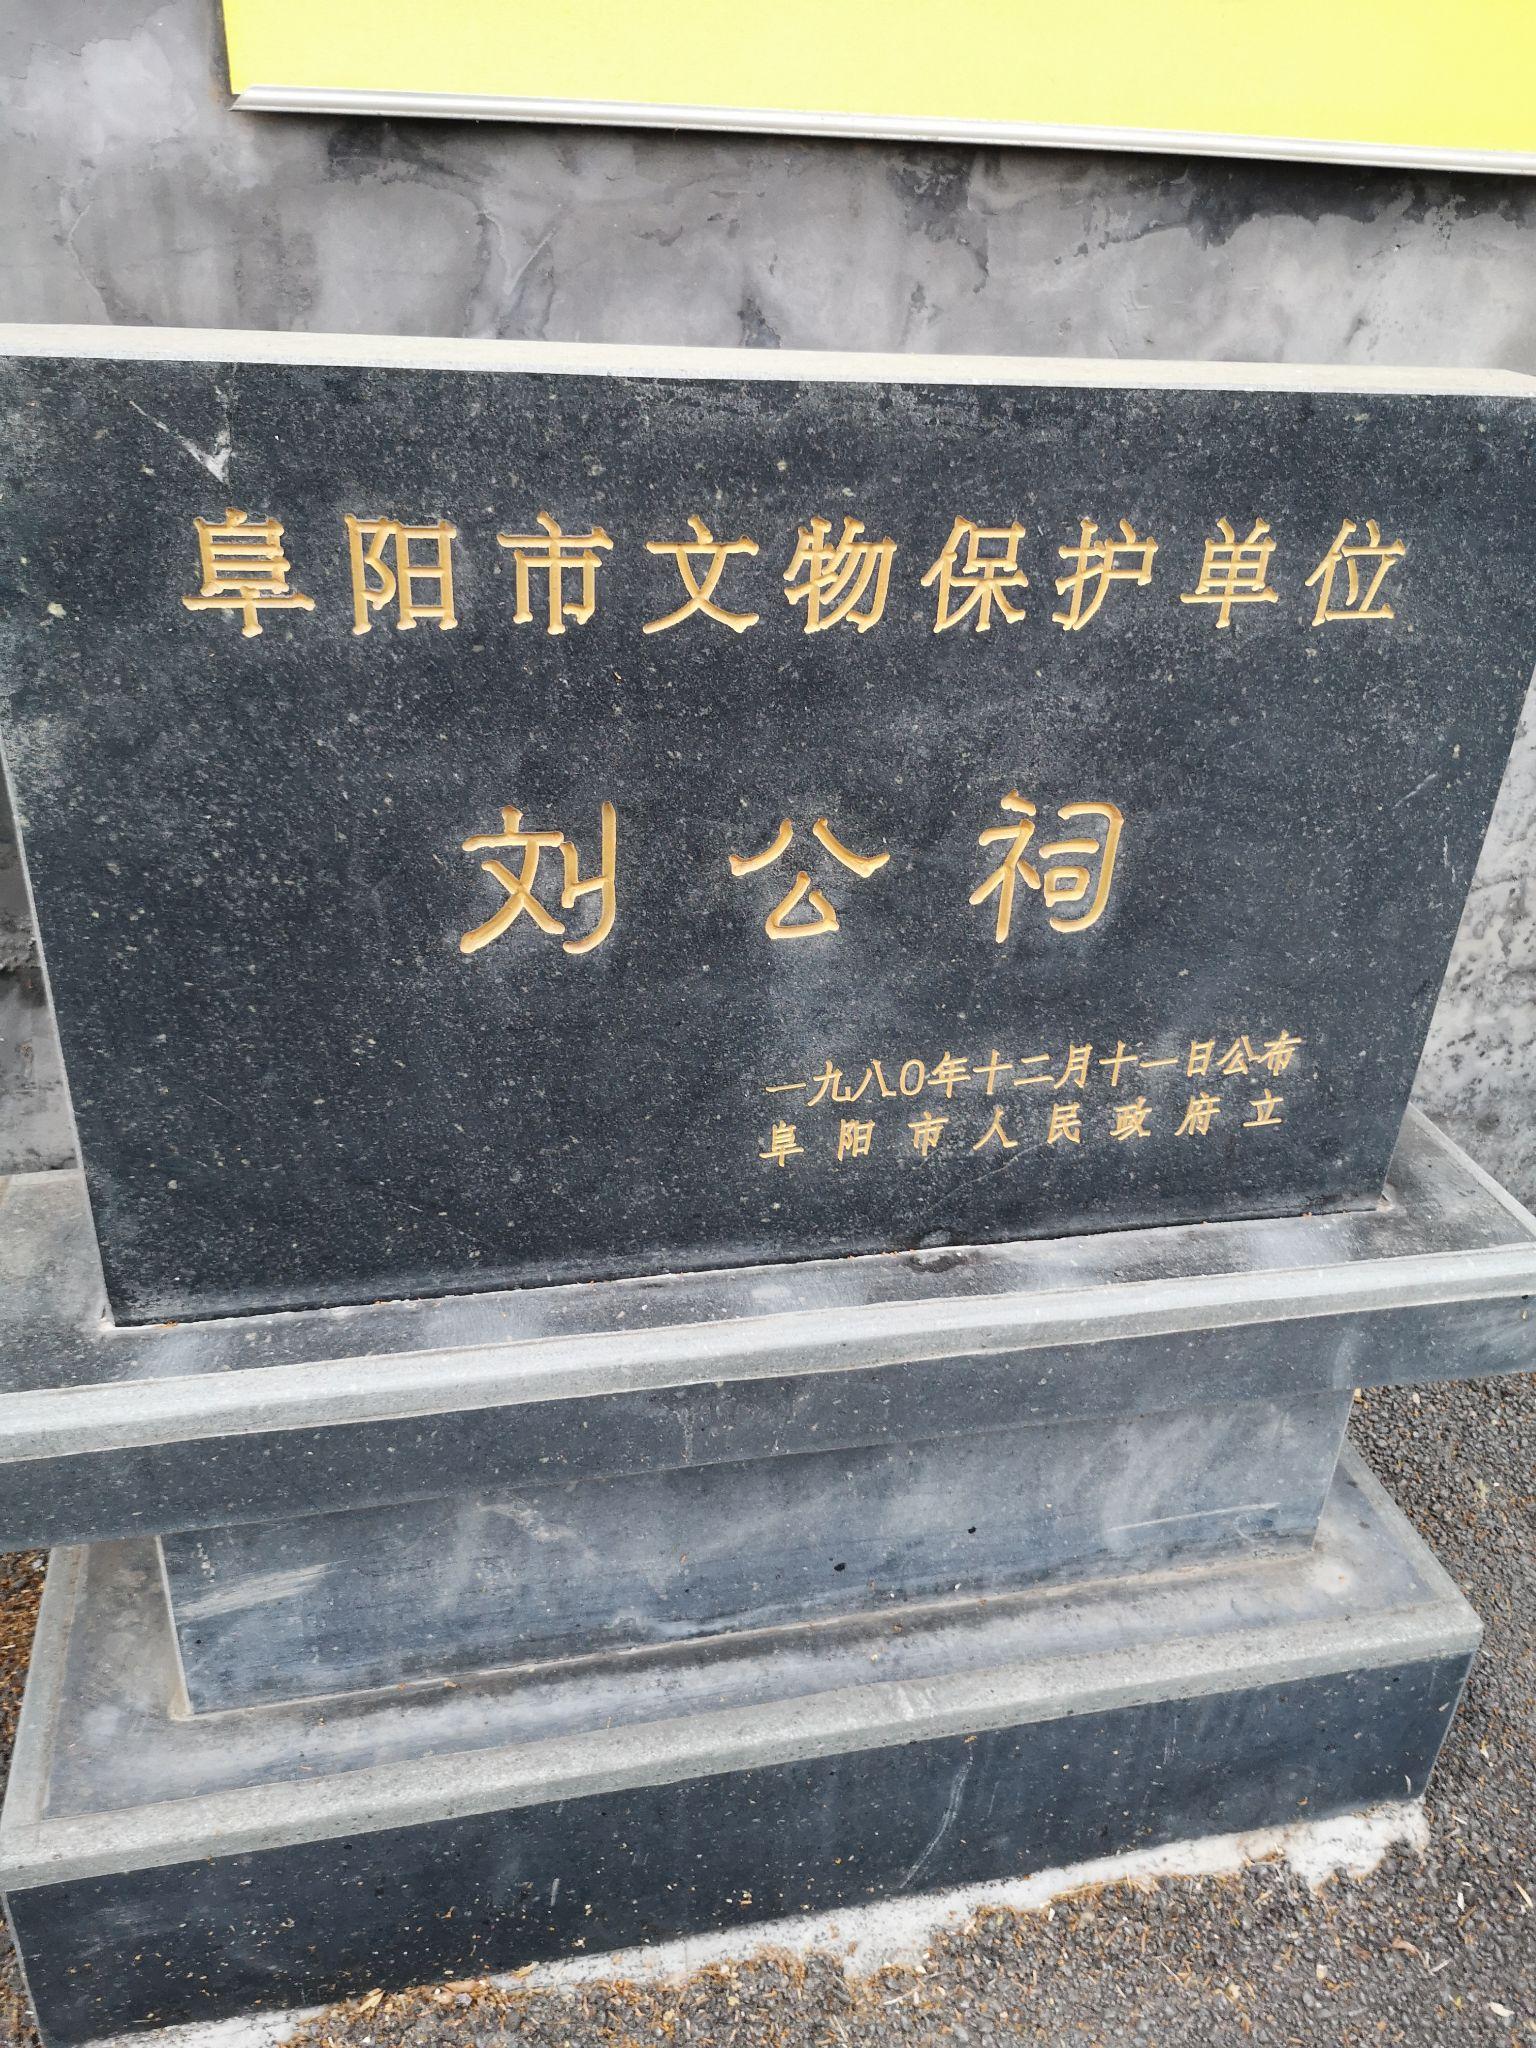 阜阳市文物保护单位
刘公祠
一九八〇年十二月十一日公布
阜阳市人民政府立